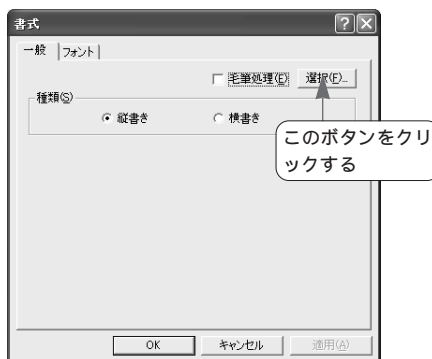 書式
一般 フォント
毛筆処理(E) 選択(F)...
種類(S)
縦書き 横書き
このボタンをクリ
ックする
OK キャンセル 適用(A)